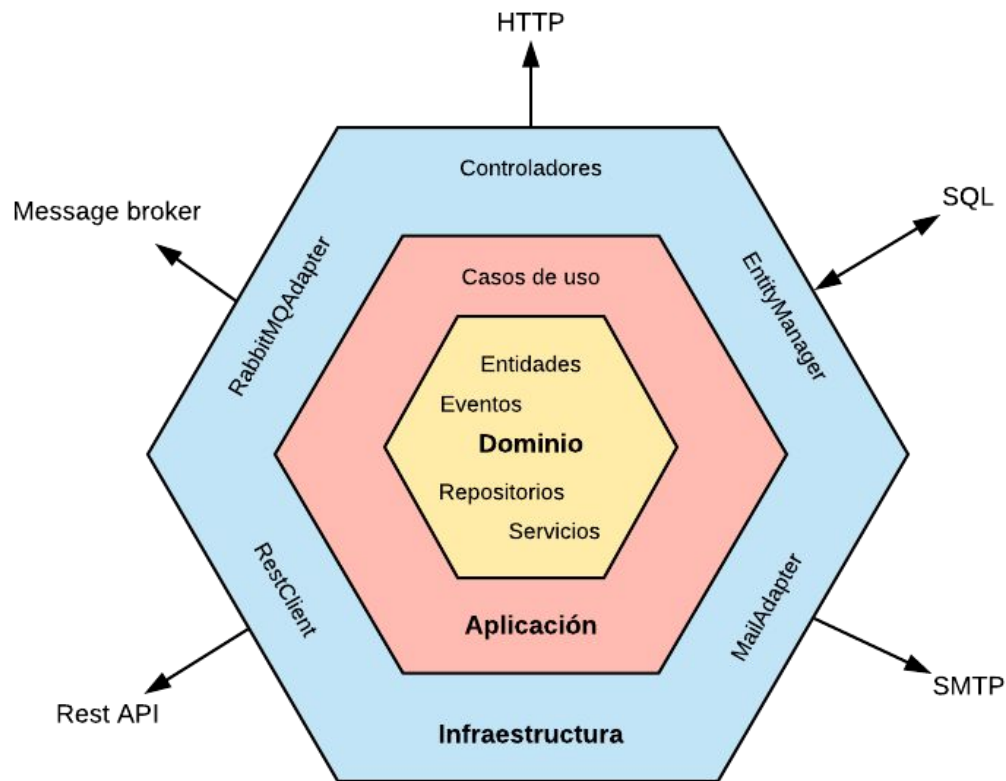 HTTP
Controladores
Message broker
SQL
RabbitMQAdapter
EntityManager
Casos de uso
Entidades
Eventos
Dominio
Repositorios
Servicios
RestClient
MailAdapter
Aplicación
Rest API
SMTP
Infraestructura